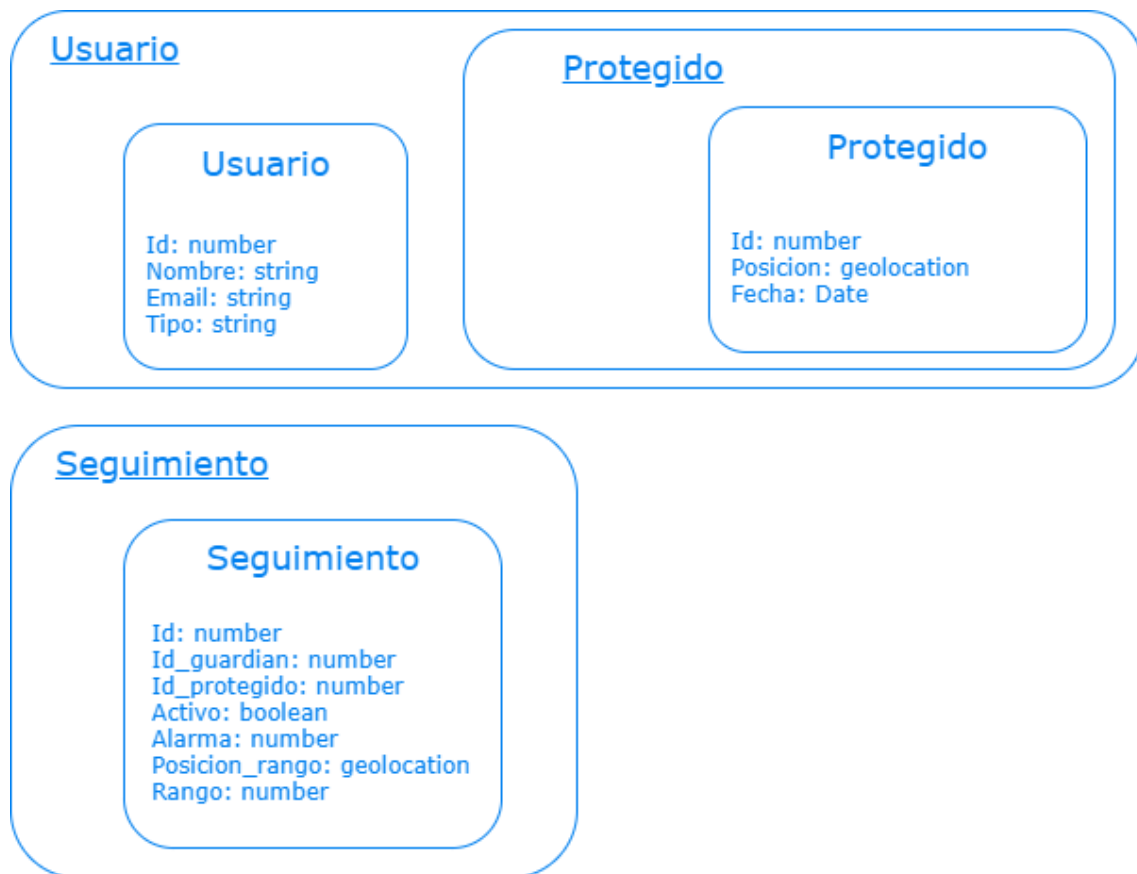 Usuario
Usuario
Id: number
Nombre: string
Email: string
Tipo: string
Protegido
Protegido
Id: number
Posicion: geolocation
Fecha: Date
Seguimiento
Seguimiento
Id: number
Id_guardian: number
Id_protegido: number
Activo: boolean
Alarma: number
Posicion_rango: geolocation
Rango: number